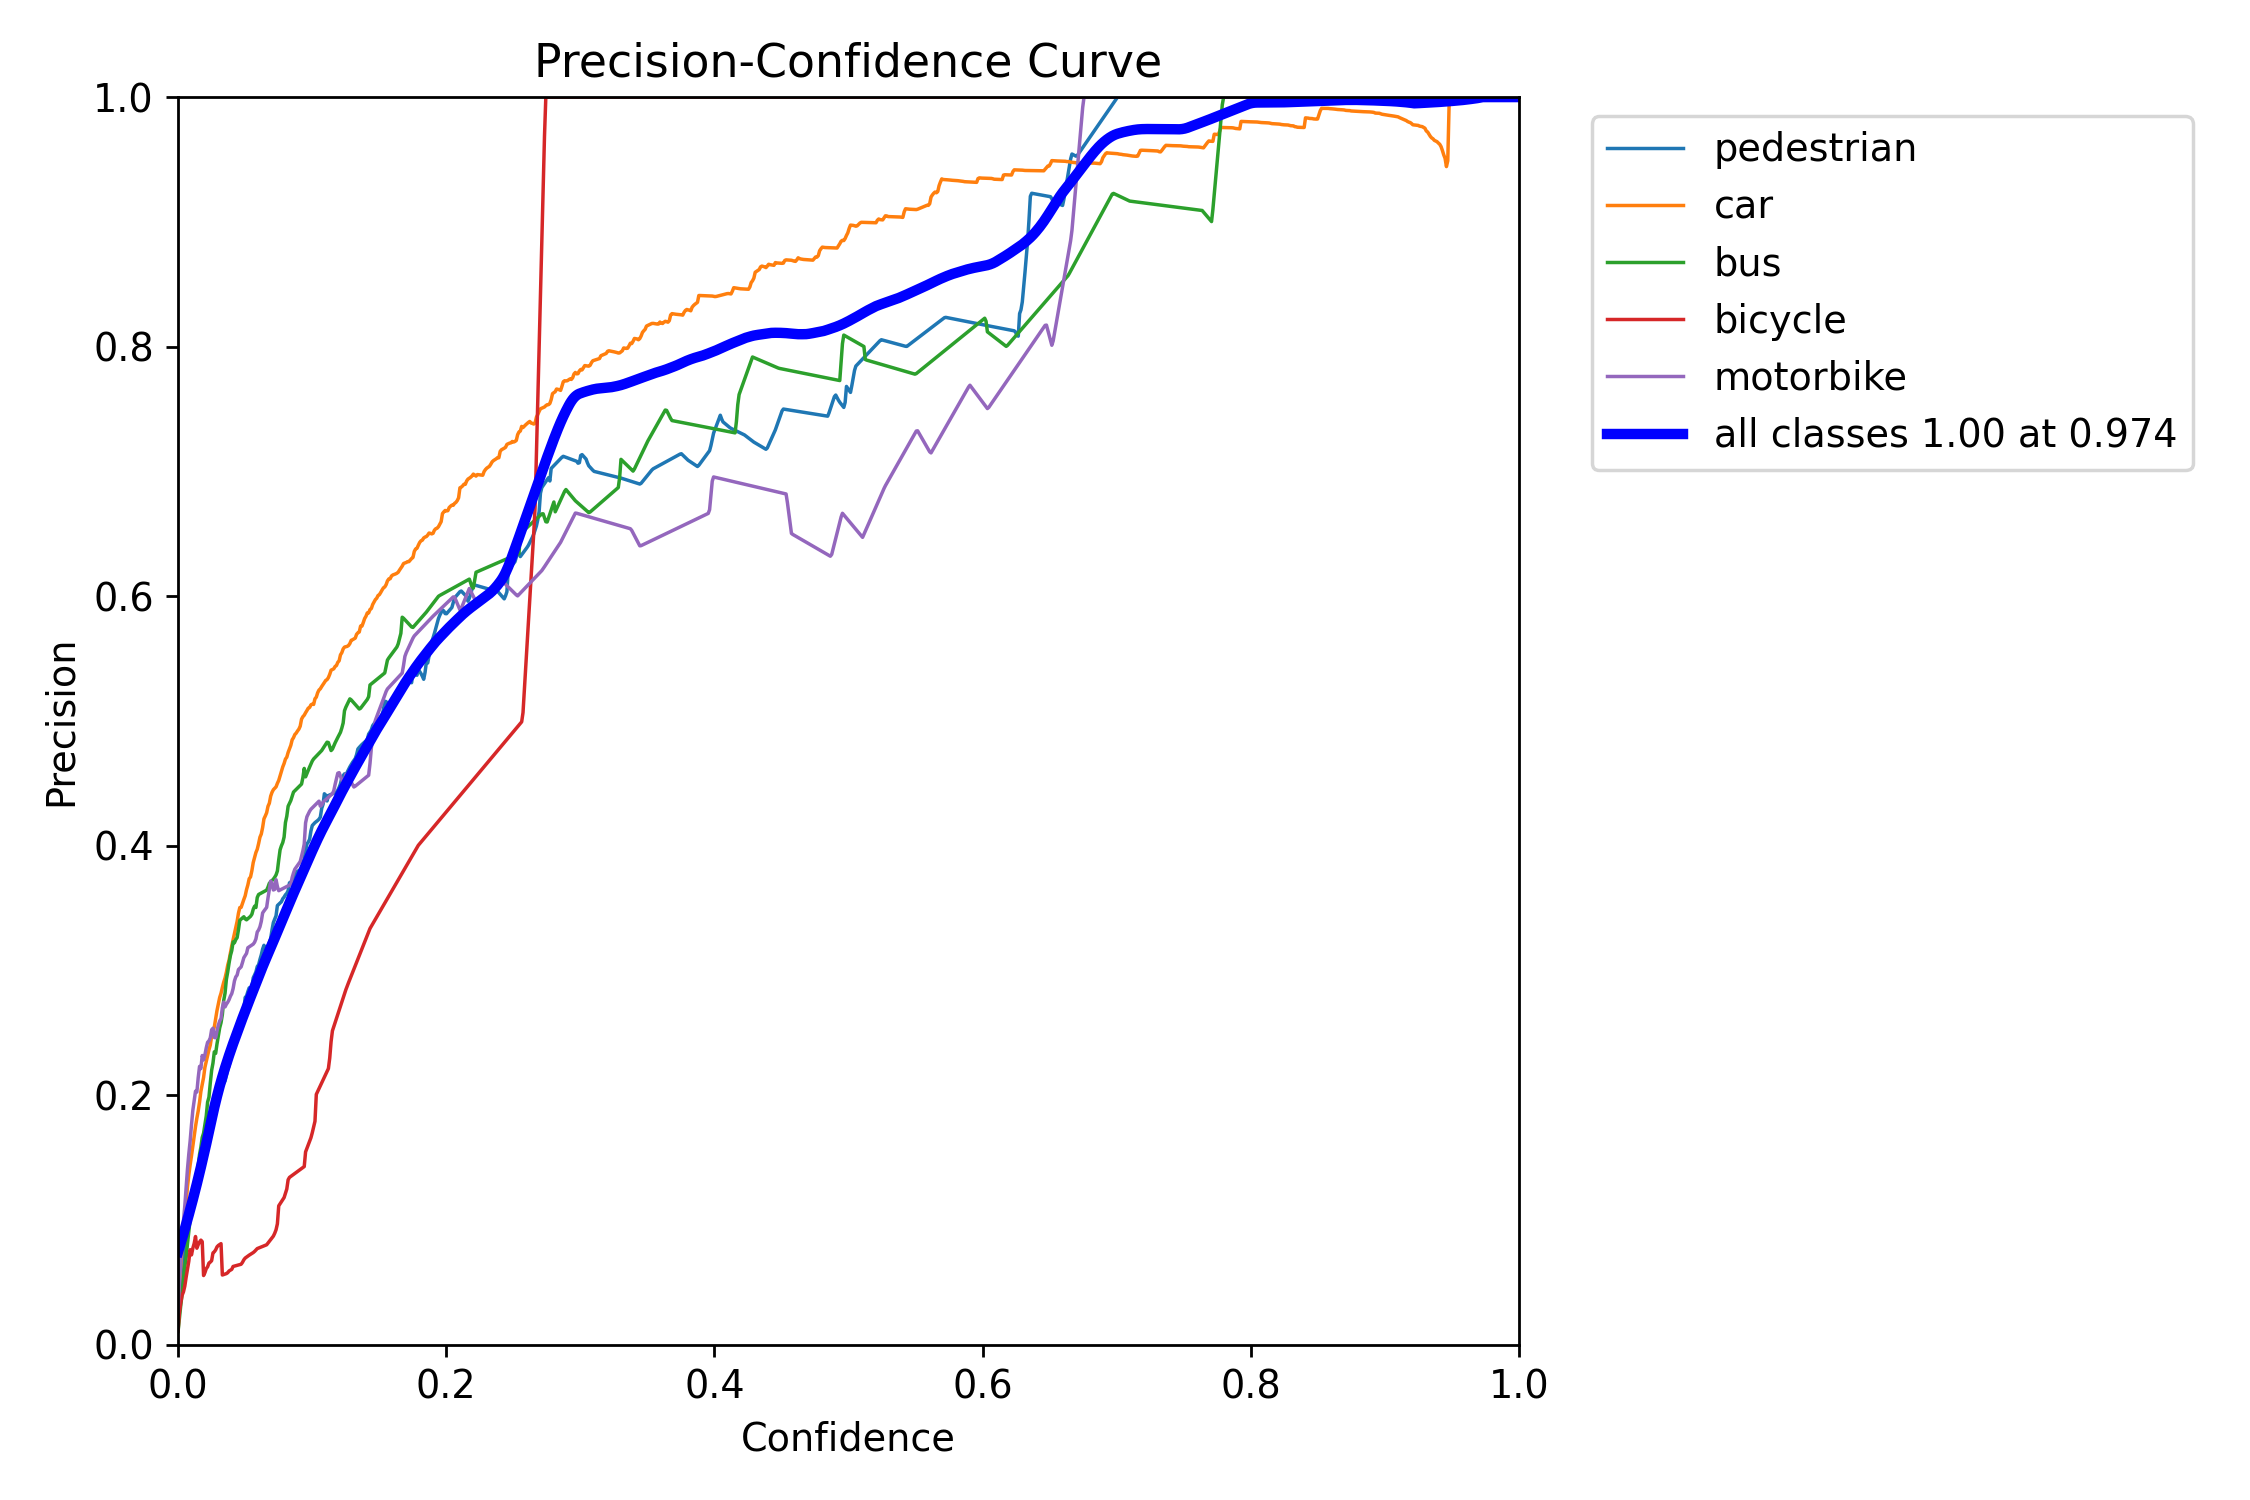 Precision-Confidence Curve
1.0
0.8
0.6
0.4
0.2
0.0
Precision
0.0 0.2 0.4 0.6 0.8 1.0
Confidence
pedestrian
car
bus
bicycle
motorbike
all classes 1.00 at 0.974